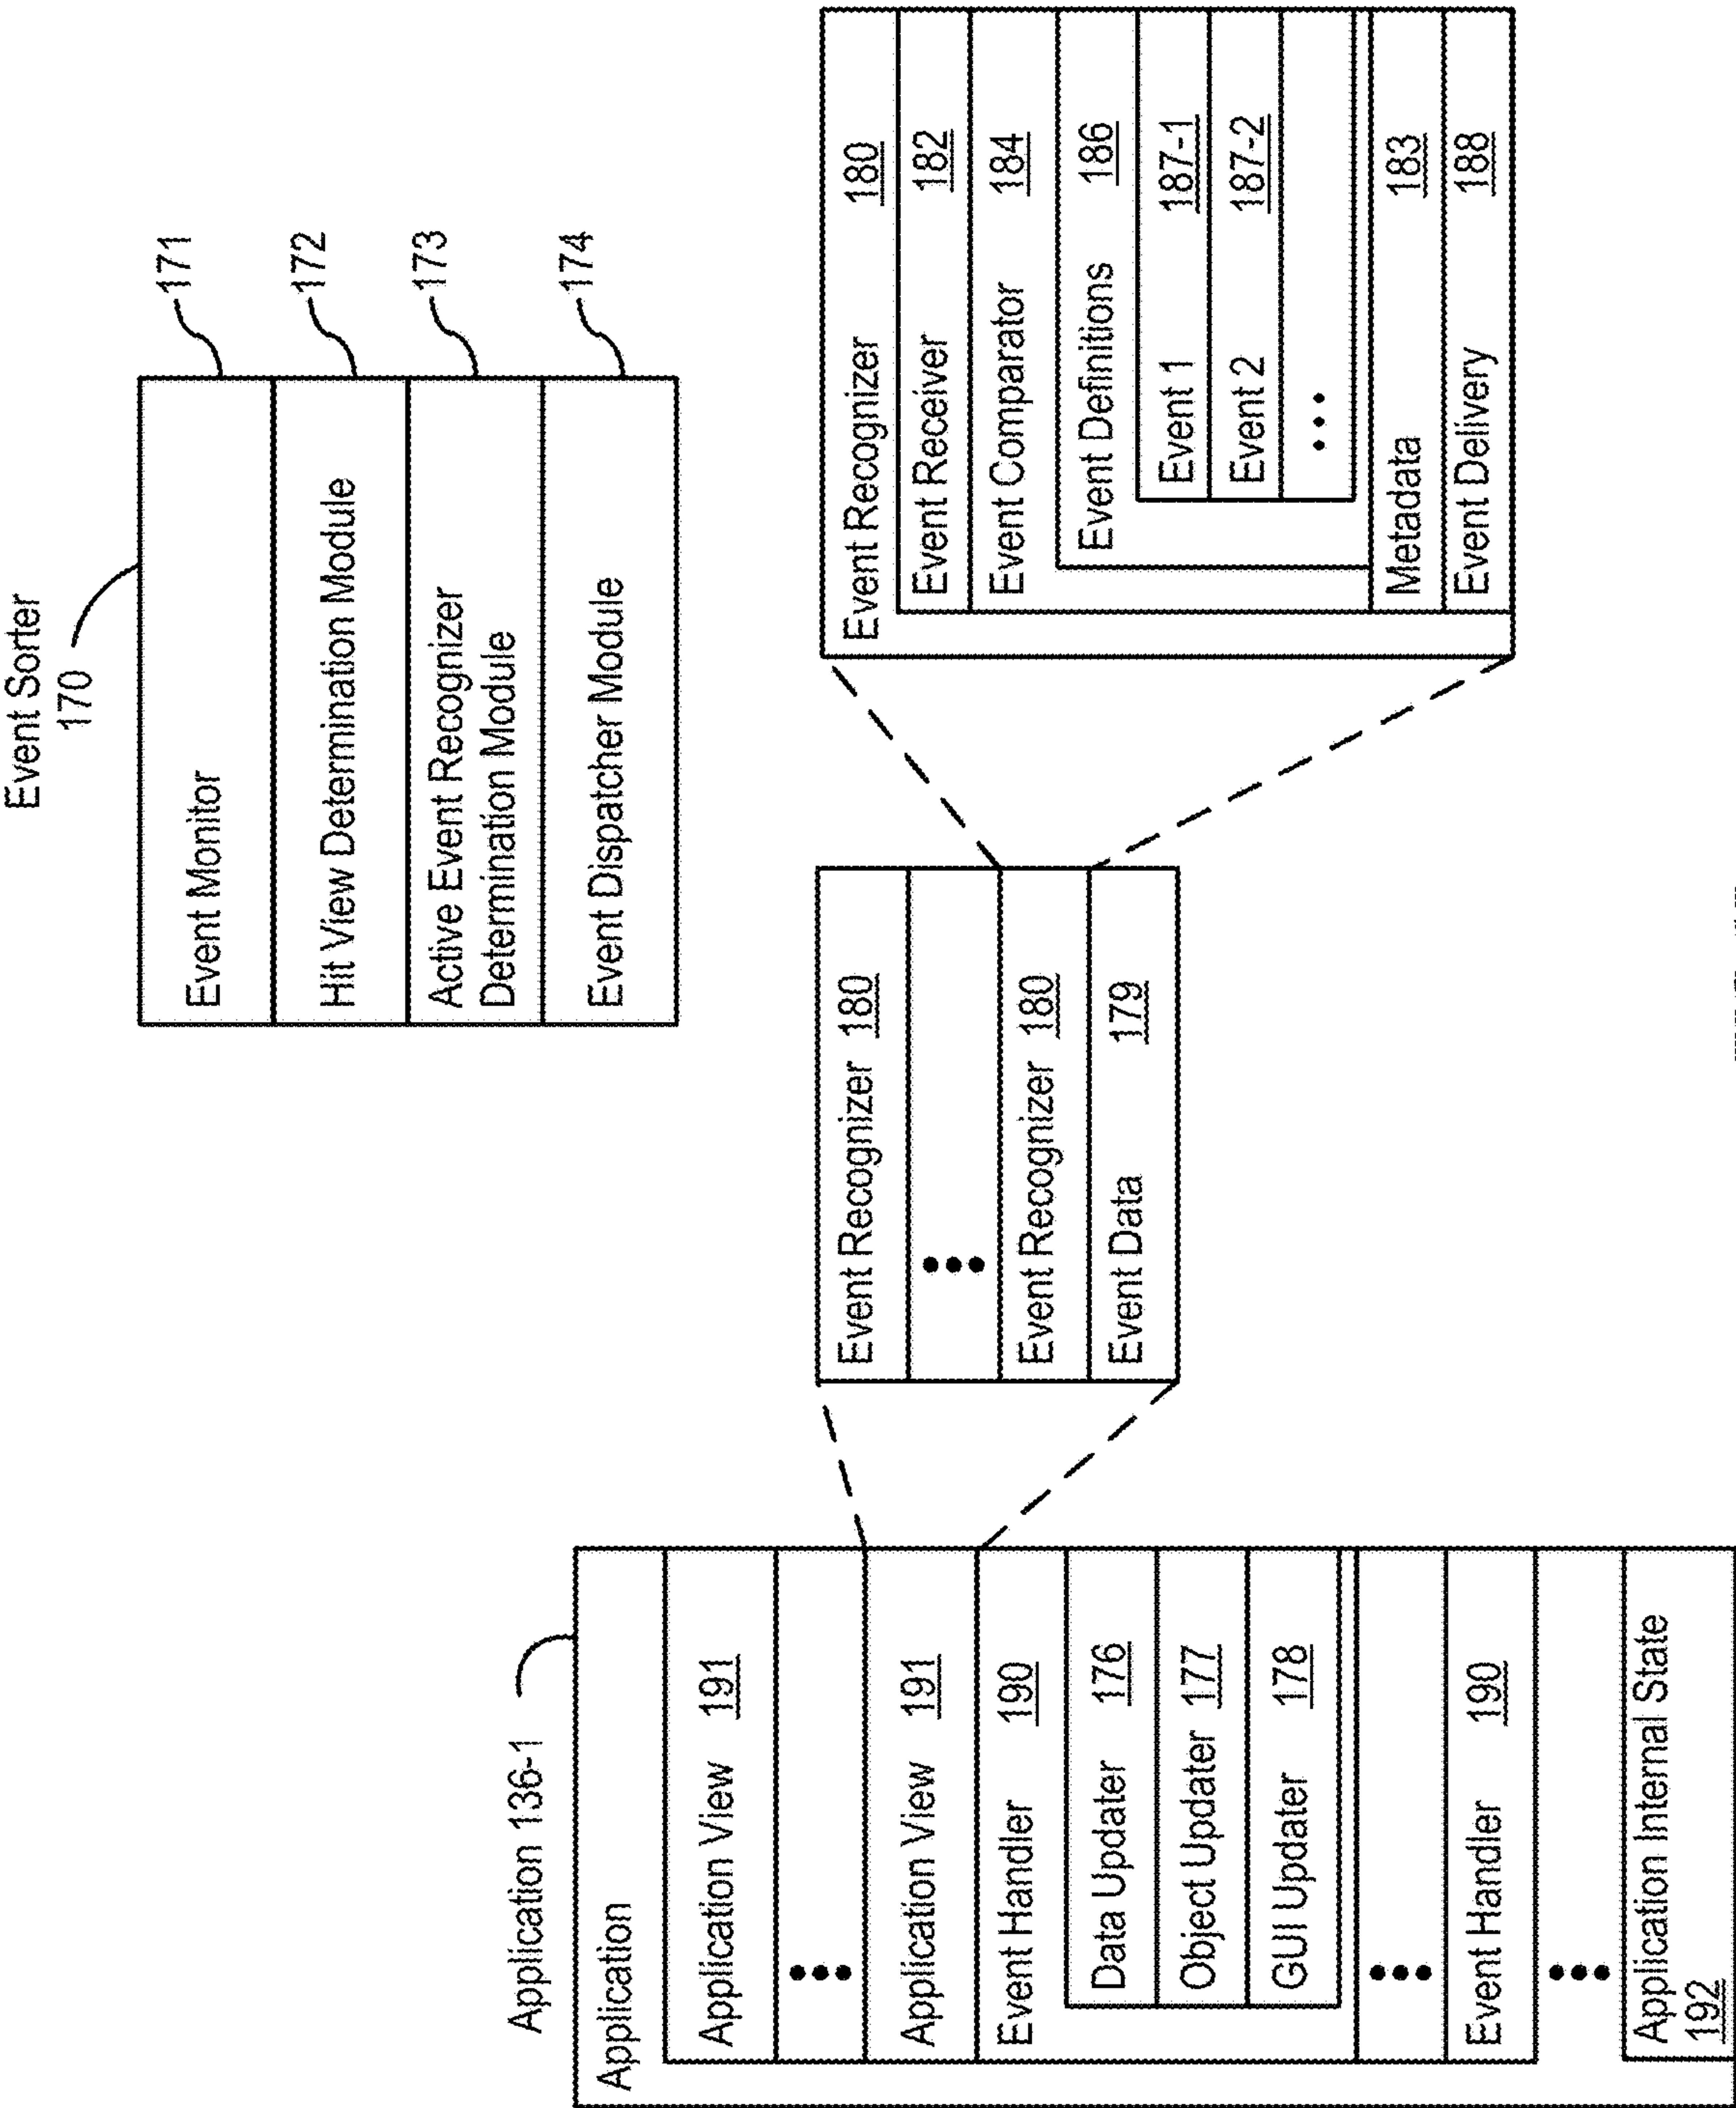 Event Sorter
170
Event Monitor
171
Hit View Determination Module
172
Active Event Recognizer
Determination Module
173
Event Dispatcher Module
174
Application 136-1
Application
Application View 191
•••
Application View 191
Event Handler 190
Data Updater 176
Object Updater 177
GUI Updater 178
•••
Event Handler 190
•••
Application Internal State
192
Event Recognizer 180
•••
Event Recognizer 180
Event Data 179
Event Recognizer 180
Event Receiver 182
Event Comparator 184
Event Definitions 186
Event 1 187-1
Event 2 187-2
•••
Metadata 183
Event Delivery 188